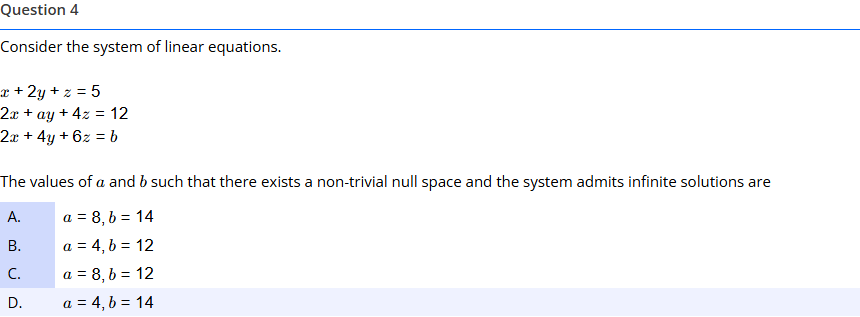 Question 4
Consider the system of linear equations.
x + 2y + z = 5
2x + ay + 4z = 12
2x + 4y + 6z = b
The values of a and b such that there exists a non-trivial null space and the system admits infinite solutions are
A. a = 8, b = 14
B. a = 4, b = 12
C. a = 8, b = 12
D. a = 4, b = 14